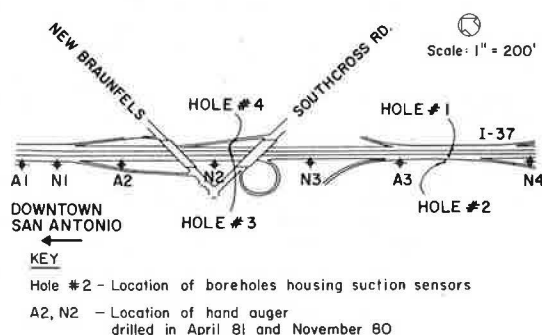 NEW BRAUNFELS
SOUTHCROSS RD.
Scale: 1" = 200'
HOLE #4
HOLE #1
I-37
A1 N1 A2 N2 N3 A3 N4
DOWNTOWN
SAN ANTONIO
HOLE #3
HOLE #2
KEY
Hole #2 - Location of boreholes housing suction sensors
A2, N2 - Location of hand auger
drilled in April 81 and November 80